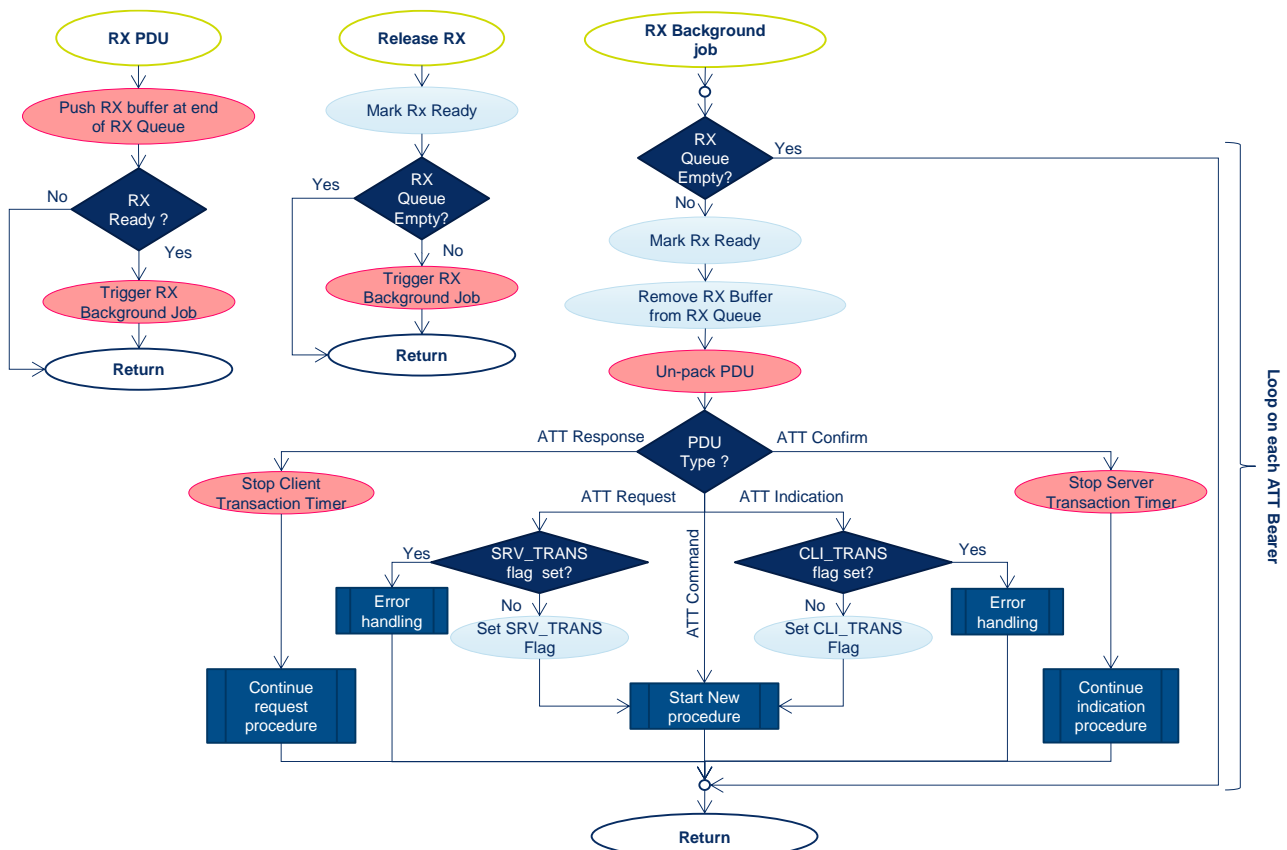 RX PDU
Push RX buffer at end
of RX Queue
RX
Ready ?
No
Yes
Trigger RX
Background Job
Return
Release RX
Mark Rx Ready
RX
Queue
Empty?
Yes
No
Trigger RX
Background Job
Return
RX Background
job
RX
Queue
Empty?
Yes
No
Mark Rx Ready
Remove RX Buffer
from RX Queue
Un-pack PDU
PDU
Type ?
ATT Response
ATT Confirm
Stop Client
Transaction Timer
ATT Request
ATT Indication
Stop Server
Transaction Timer
ATT Command
SRV_TRANS
flag set?
Yes
No
CLI_TRANS
flag set?
Yes
No
Error
handling
Set SRV_TRANS
Flag
Set CLI_TRANS
Flag
Error
handling
Continue
request
procedure
Start New
procedure
Continue
indication
procedure
Return
Loop on each ATT Bearer